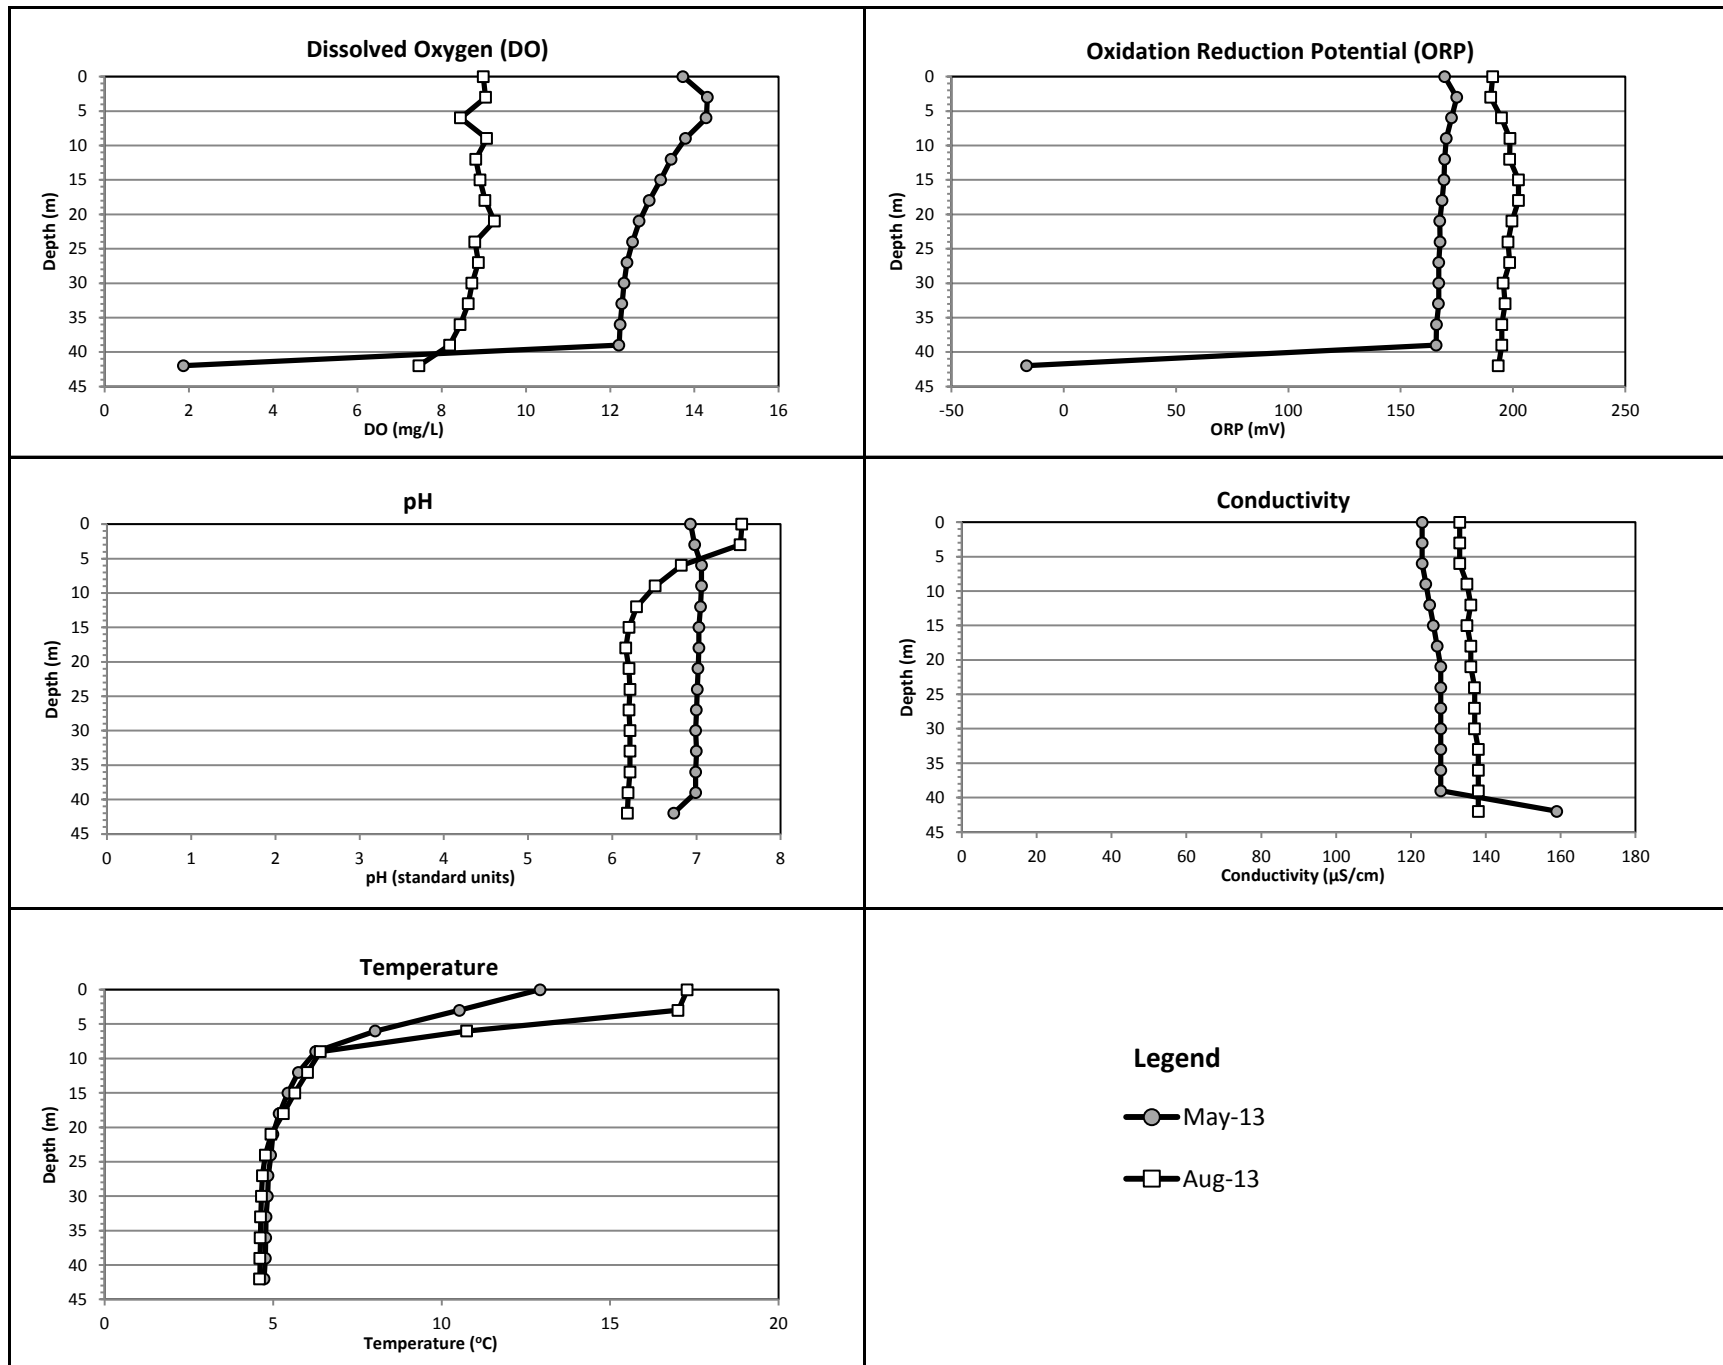 Dissolved Oxygen (DO)
0
5
10
15
20
25
30
35
40
45
Depth (m)
0 2 4 6 8 10 12 14 16
DO (mg/L)
Oxidation Reduction Potential (ORP)
0
5
10
15
20
25
30
35
40
45
Depth (m)
-50 0 50 100 150 200 250
ORP (mV)
pH
0
5
10
15
20
25
30
35
40
45
Depth (m)
0 1 2 3 4 5 6 7 8
pH (standard units)
Conductivity
0
5
10
15
20
25
30
35
40
45
Depth (m)
0 20 40 60 80 100 120 140 160 180
Conductivity (µS/cm)
Temperature
0
5
10
15
20
25
30
35
40
45
Depth (m)
0 5 10 15 20
Temperature (°C)
Legend
May-13
Aug-13